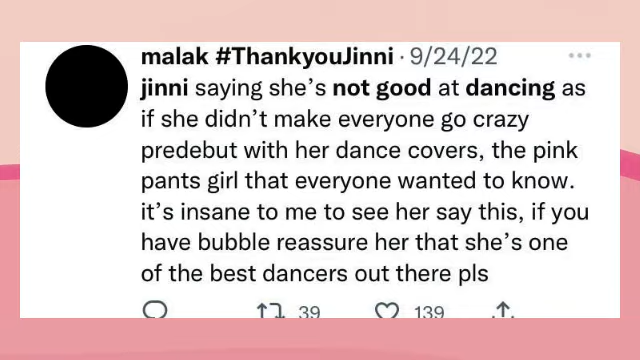 malak #ThankyouJinni · 9/24/22
jinni saying she's not good at dancing as
if she didn't make everyone go crazy
predebut with her dance covers, the pink
pants girl that everyone wanted to know.
it's insane to me to see her say this, if you
have bubble reassure her that she's one
of the best dancers out there pls
39 139